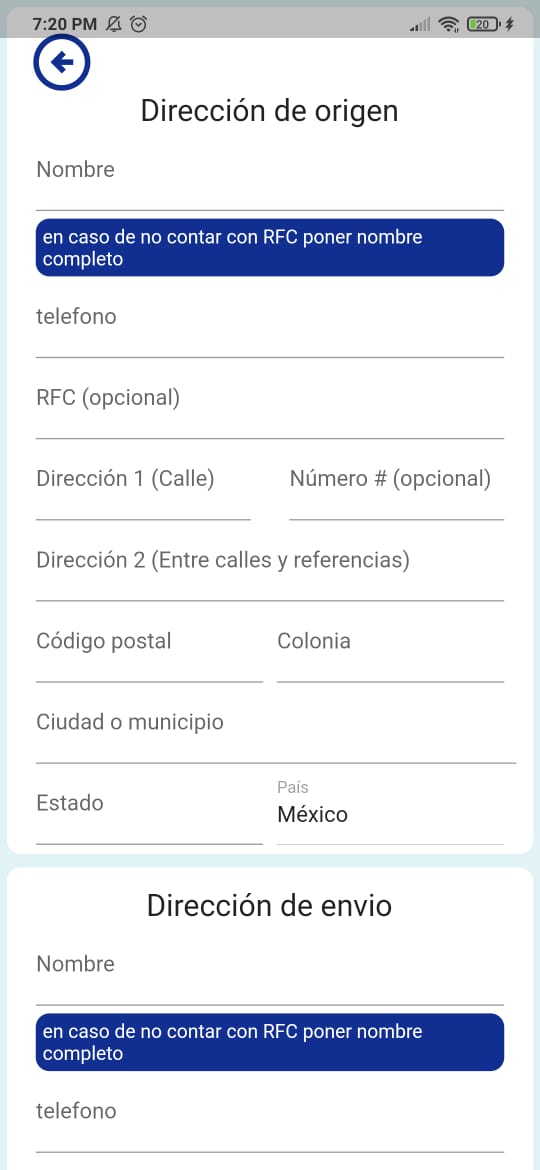 7:20 PM
20
Dirección de origen
Nombre
en caso de no contar con RFC poner nombre
completo
telefono
RFC (opcional)
Dirección 1 (Calle) Número # (opcional)
Dirección 2 (Entre calles y referencias)
Código postal Colonia
Ciudad o municipio
País
Estado México
Dirección de envio
Nombre
en caso de no contar con RFC poner nombre
completo
telefono